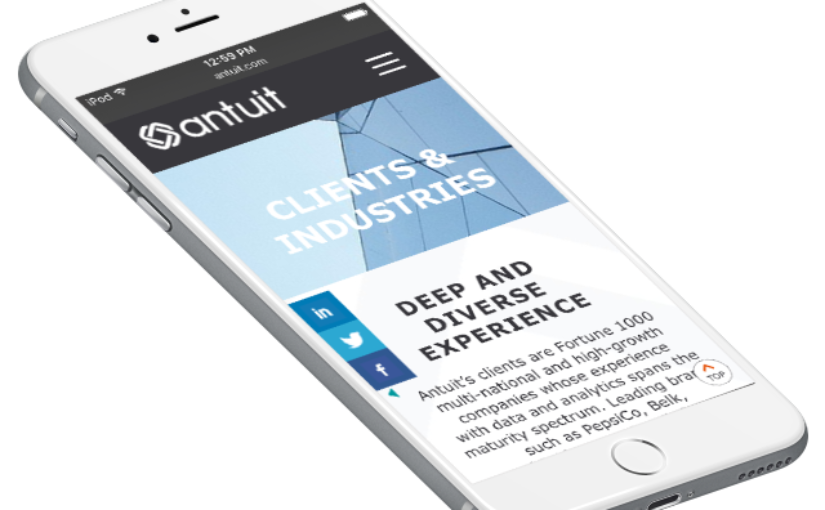 12:59 PM
iPod
antuit.com
antuit
CLIENTS &
INDUSTRIES
in
f
DEEP AND
DIVERSE
EXPERIENCE
Antuit's clients are Fortune 1000
multi-national and high-growth
companies whose experience
with data and analytics spans the
maturity spectrum. Leading bran
such as PepsiCo, Belk,
TOP